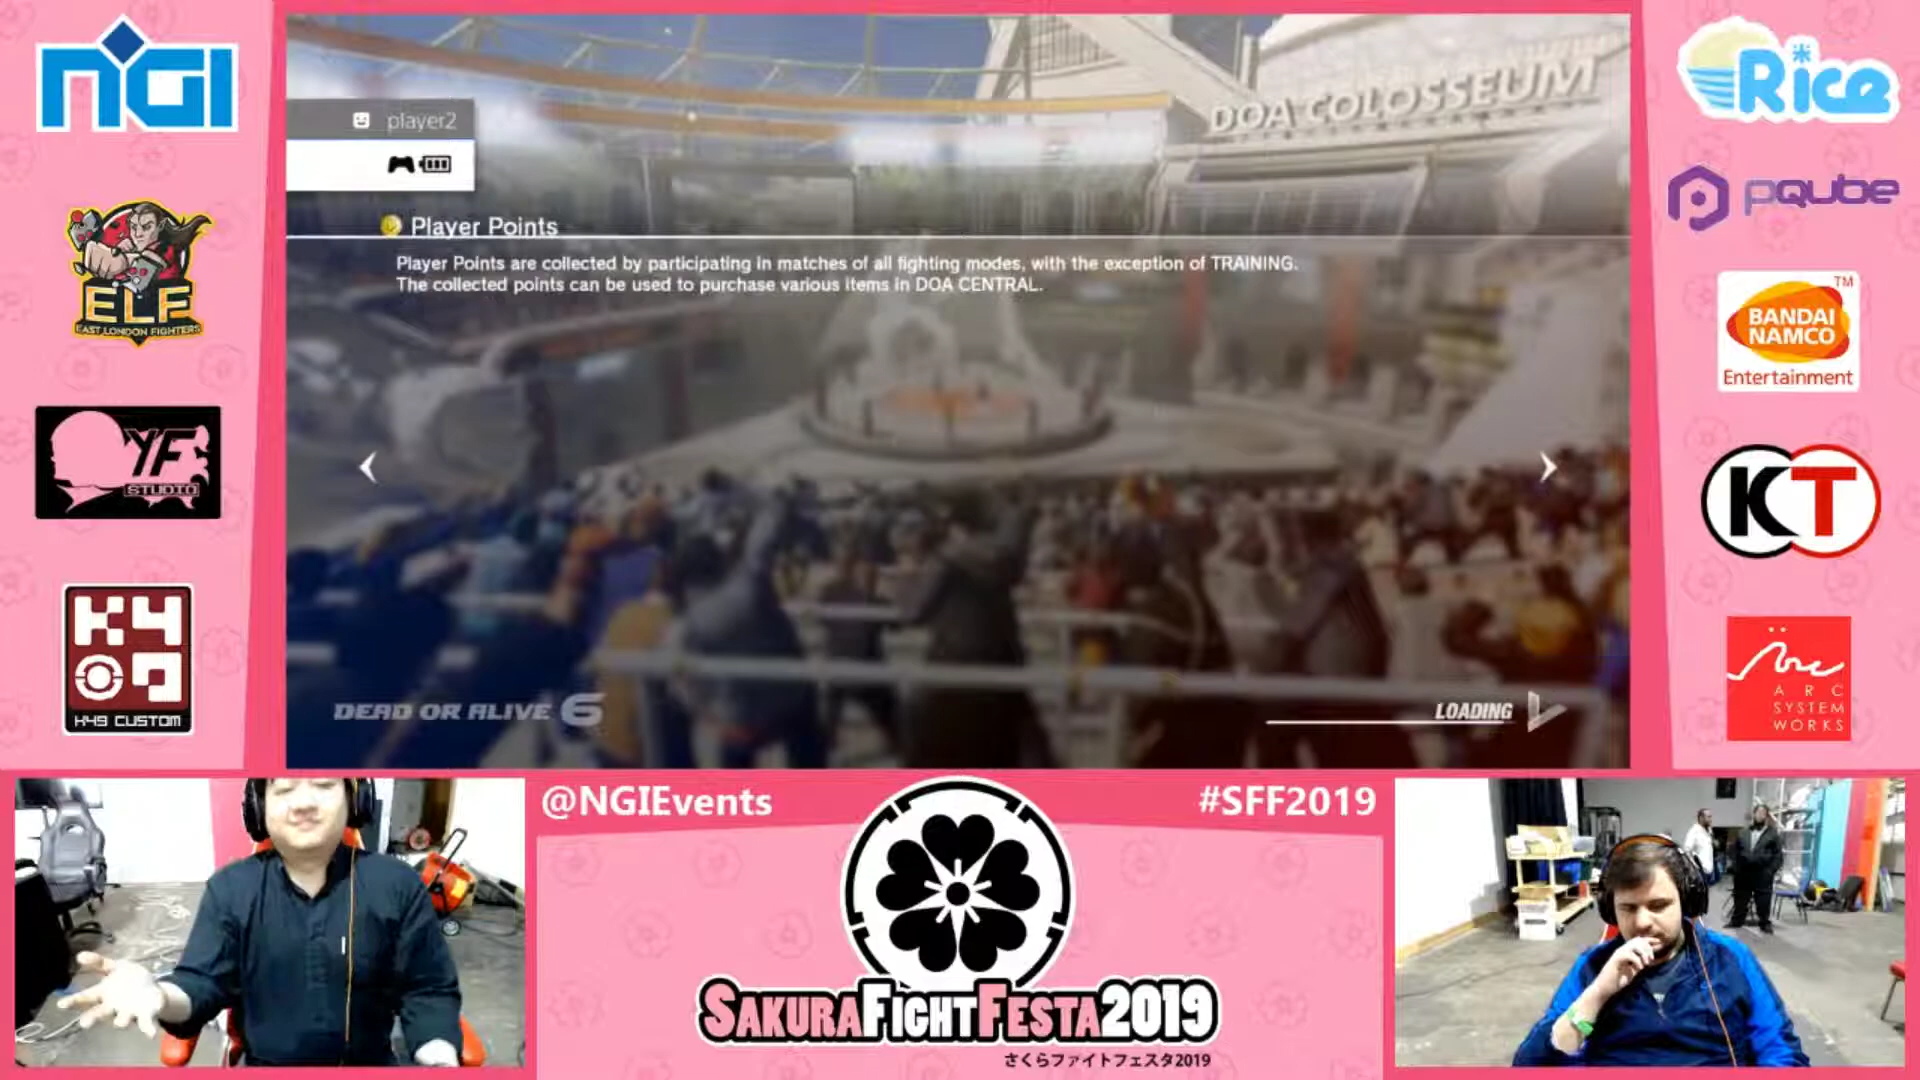 NGI
ELF
EAST LONDON FIGHTERS
YF
STUDIO
K49
K49 CUSTOM
player2
DOA COLOSSEUM
Player Points
Player Points are collected by participating in matches of all fighting modes, with the exception of TRAINING.
The collected points can be used to purchase various items in DOA CENTRAL.
DEAD OR ALIVE 6
LOADING
Rice
PQube
TM
BANDAI
NAMCO
Entertainment
KT
ARC
SYSTEM
WORKS
@NGIEvents
#SFF2019
SAKURAFIGHTFESTA2019
さくらファイトフェスタ2019